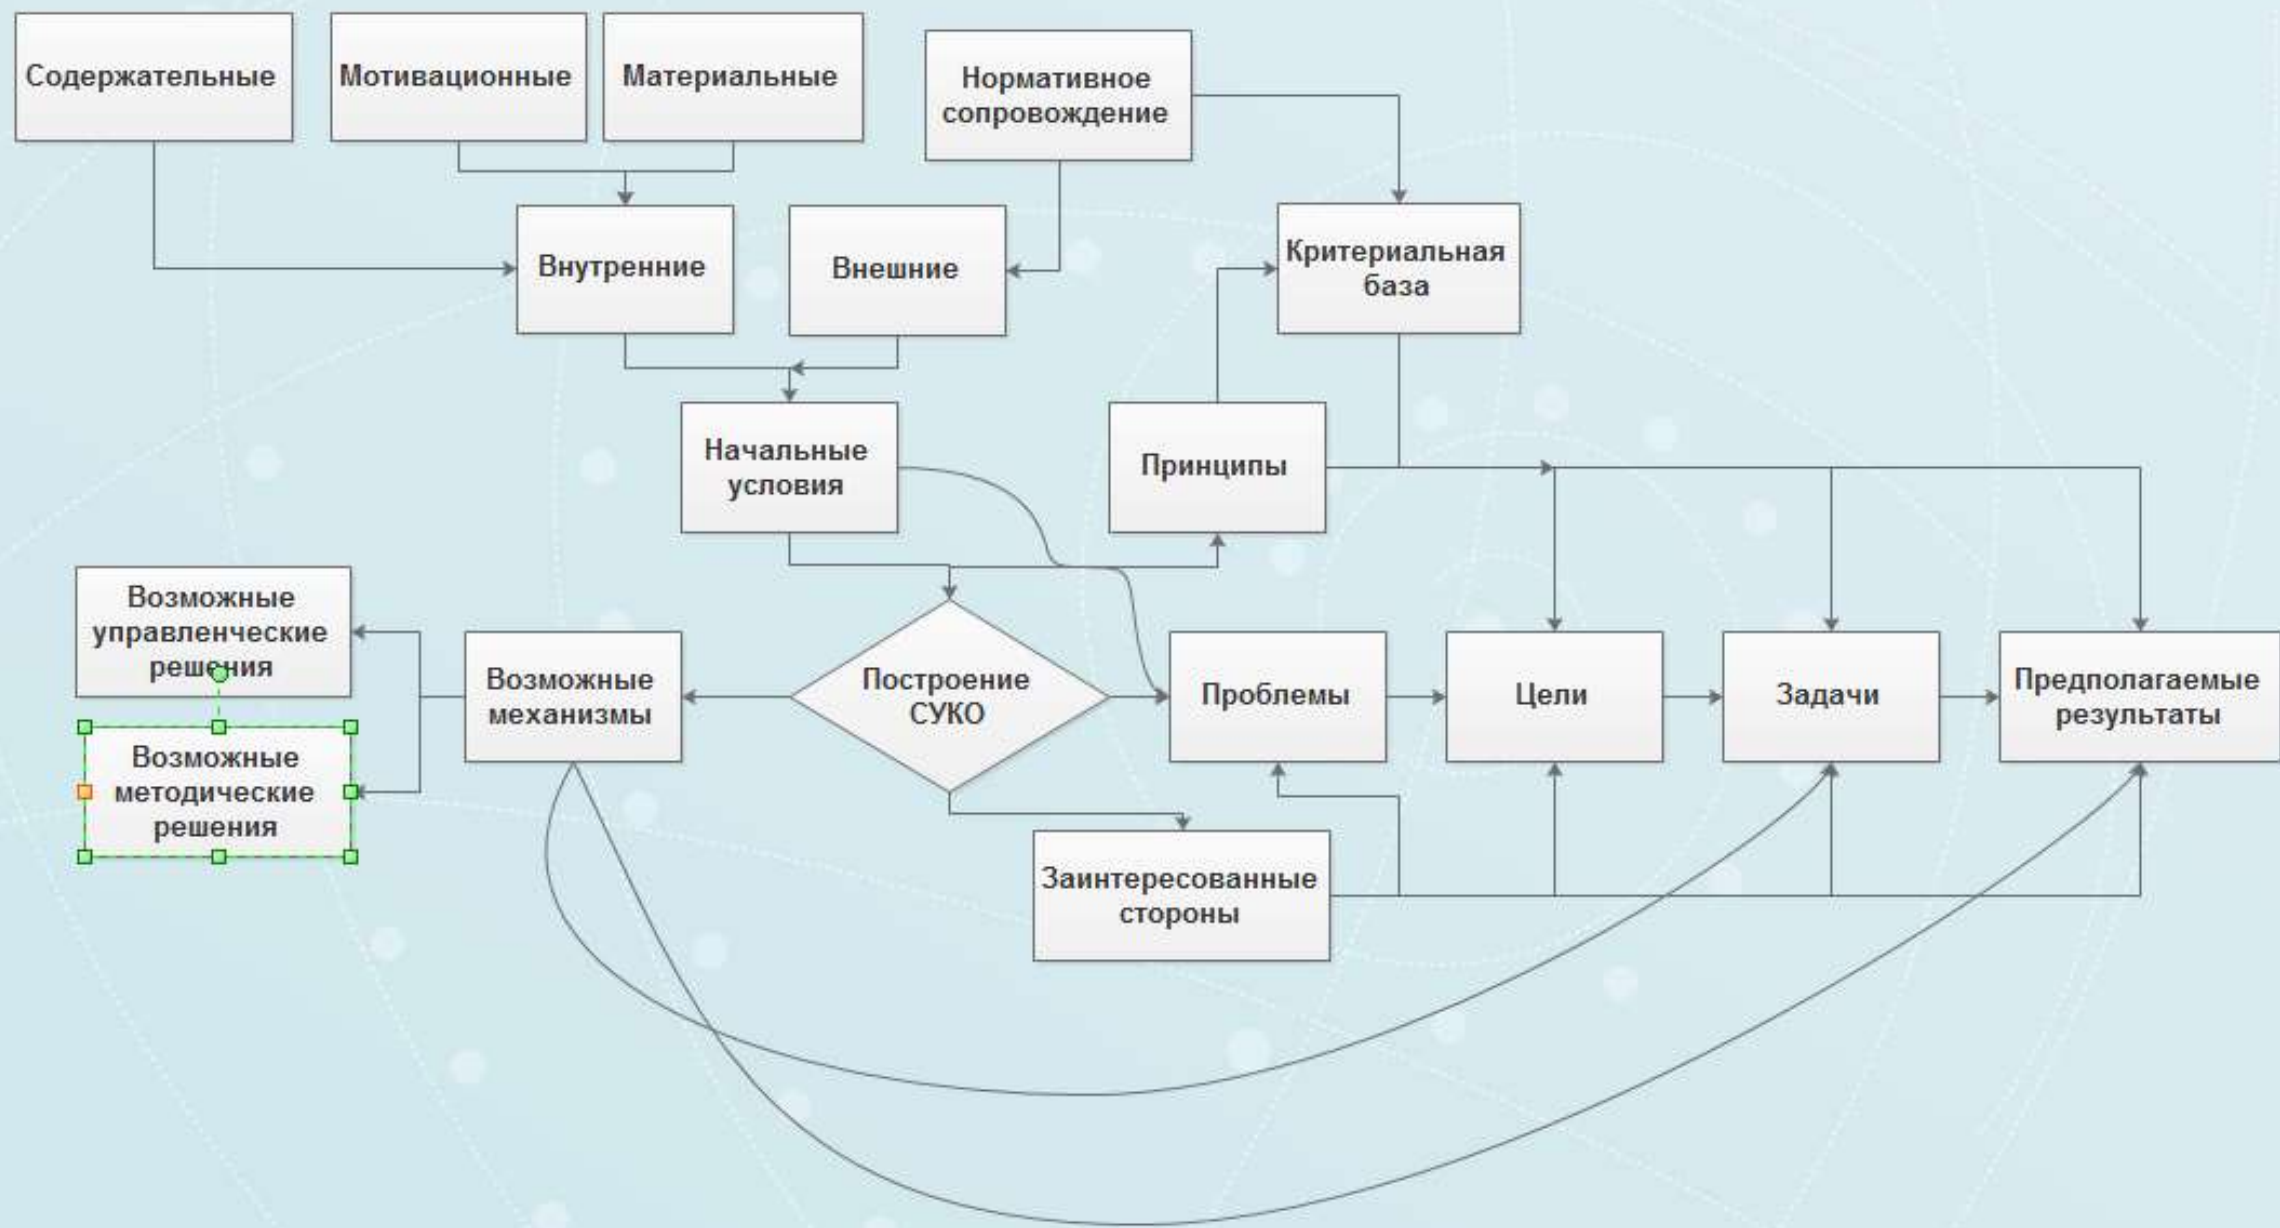 Содержательные
Мотивационные
Материальные
Нормативное
сопровождение
Внутренние
Внешние
Критериальная
база
Начальные
условия
Принципы
Возможные
управленческие
решения
Возможные
механизмы
Построение
СУКО
Проблемы
Цели
Задачи
Предполагаемые
результаты
Возможные
методические
решения
Заинтересованные
стороны